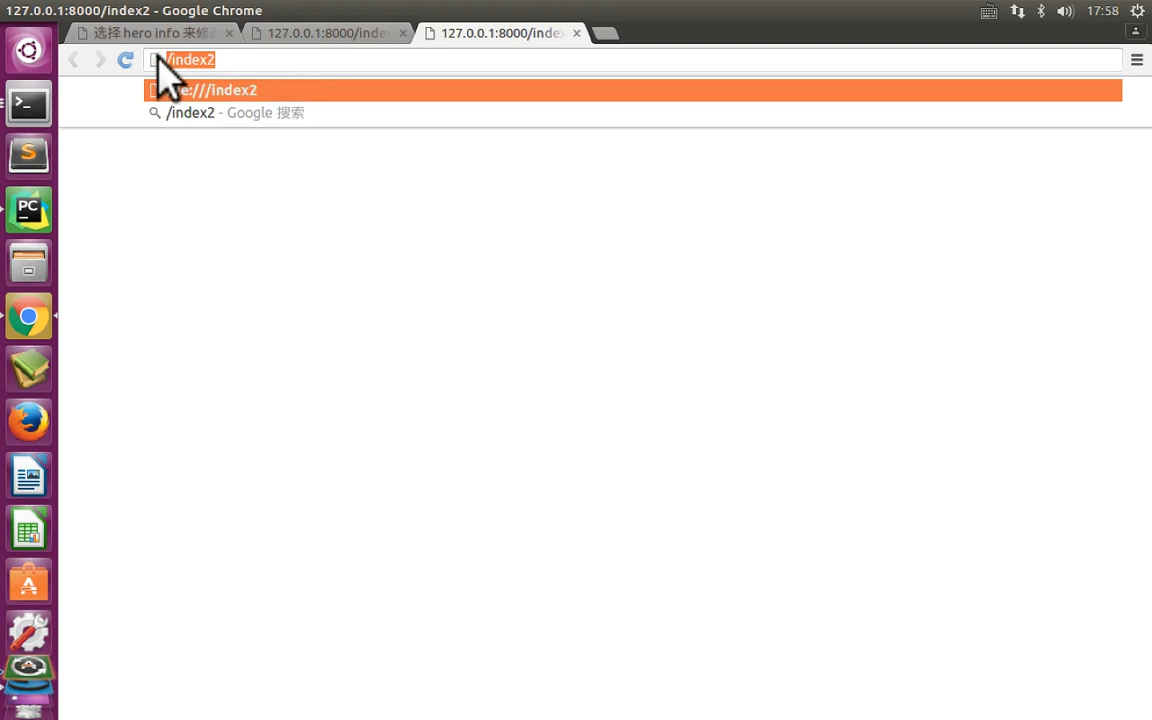 127.0.0.1:8000/index2 - Google Chrome
17:58
选择 hero info 来修
127.0.0.1:8000/inde
127.0.0.1:8000/inde
/index2
e:///index2
/index2 - Google 搜索
S
PC